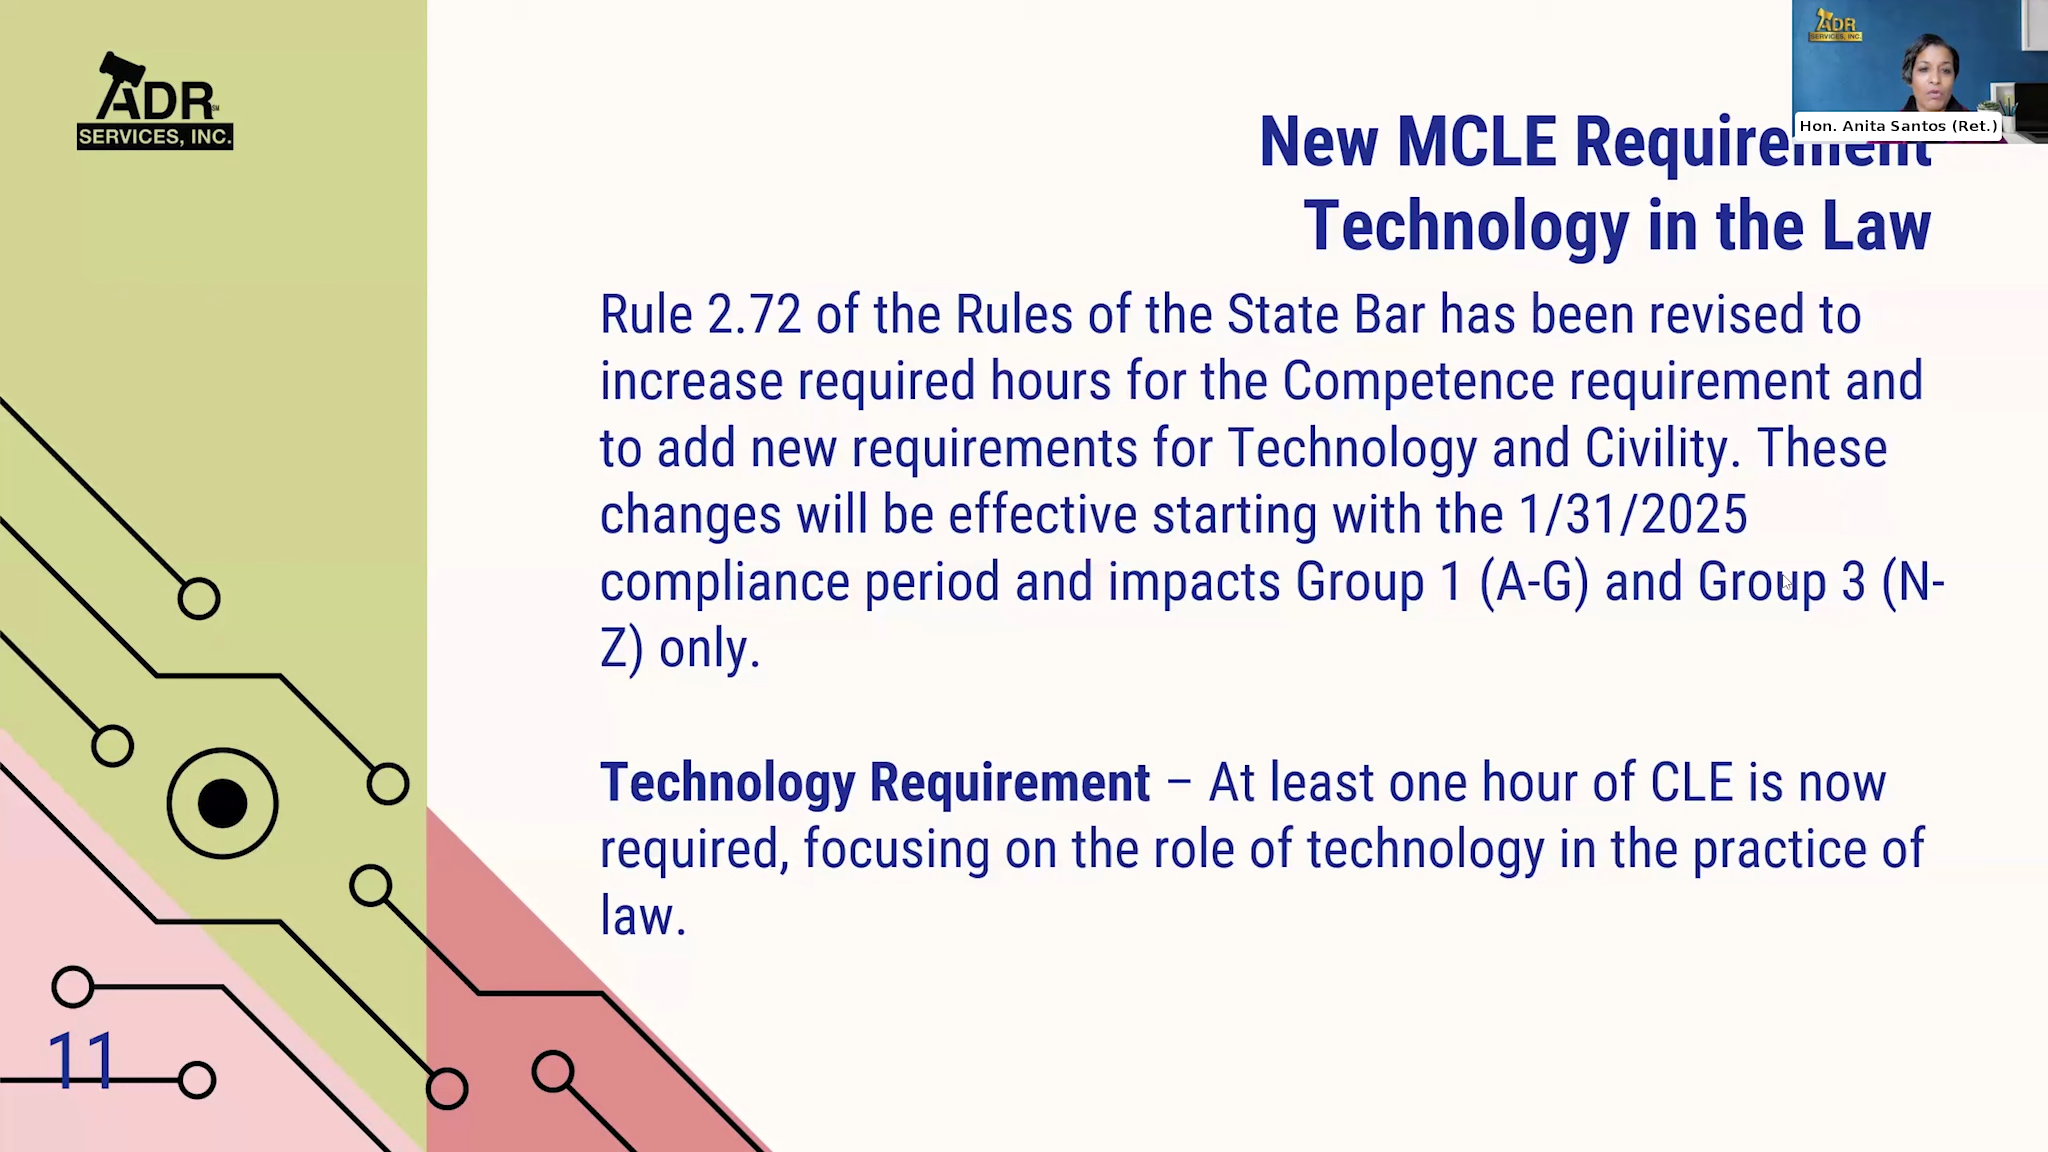 ADR
SM
SERVICES, INC.
ADR
SERVICES, INC.
Hon. Anita Santos (Ret.)
New MCLE Requirement
Technology in the Law
Rule 2.72 of the Rules of the State Bar has been revised to
increase required hours for the Competence requirement and
to add new requirements for Technology and Civility. These
changes will be effective starting with the 1/31/2025
compliance period and impacts Group 1 (A-G) and Group 3 (N-
Z) only.
Technology Requirement – At least one hour of CLE is now
required, focusing on the role of technology in the practice of
law.
11